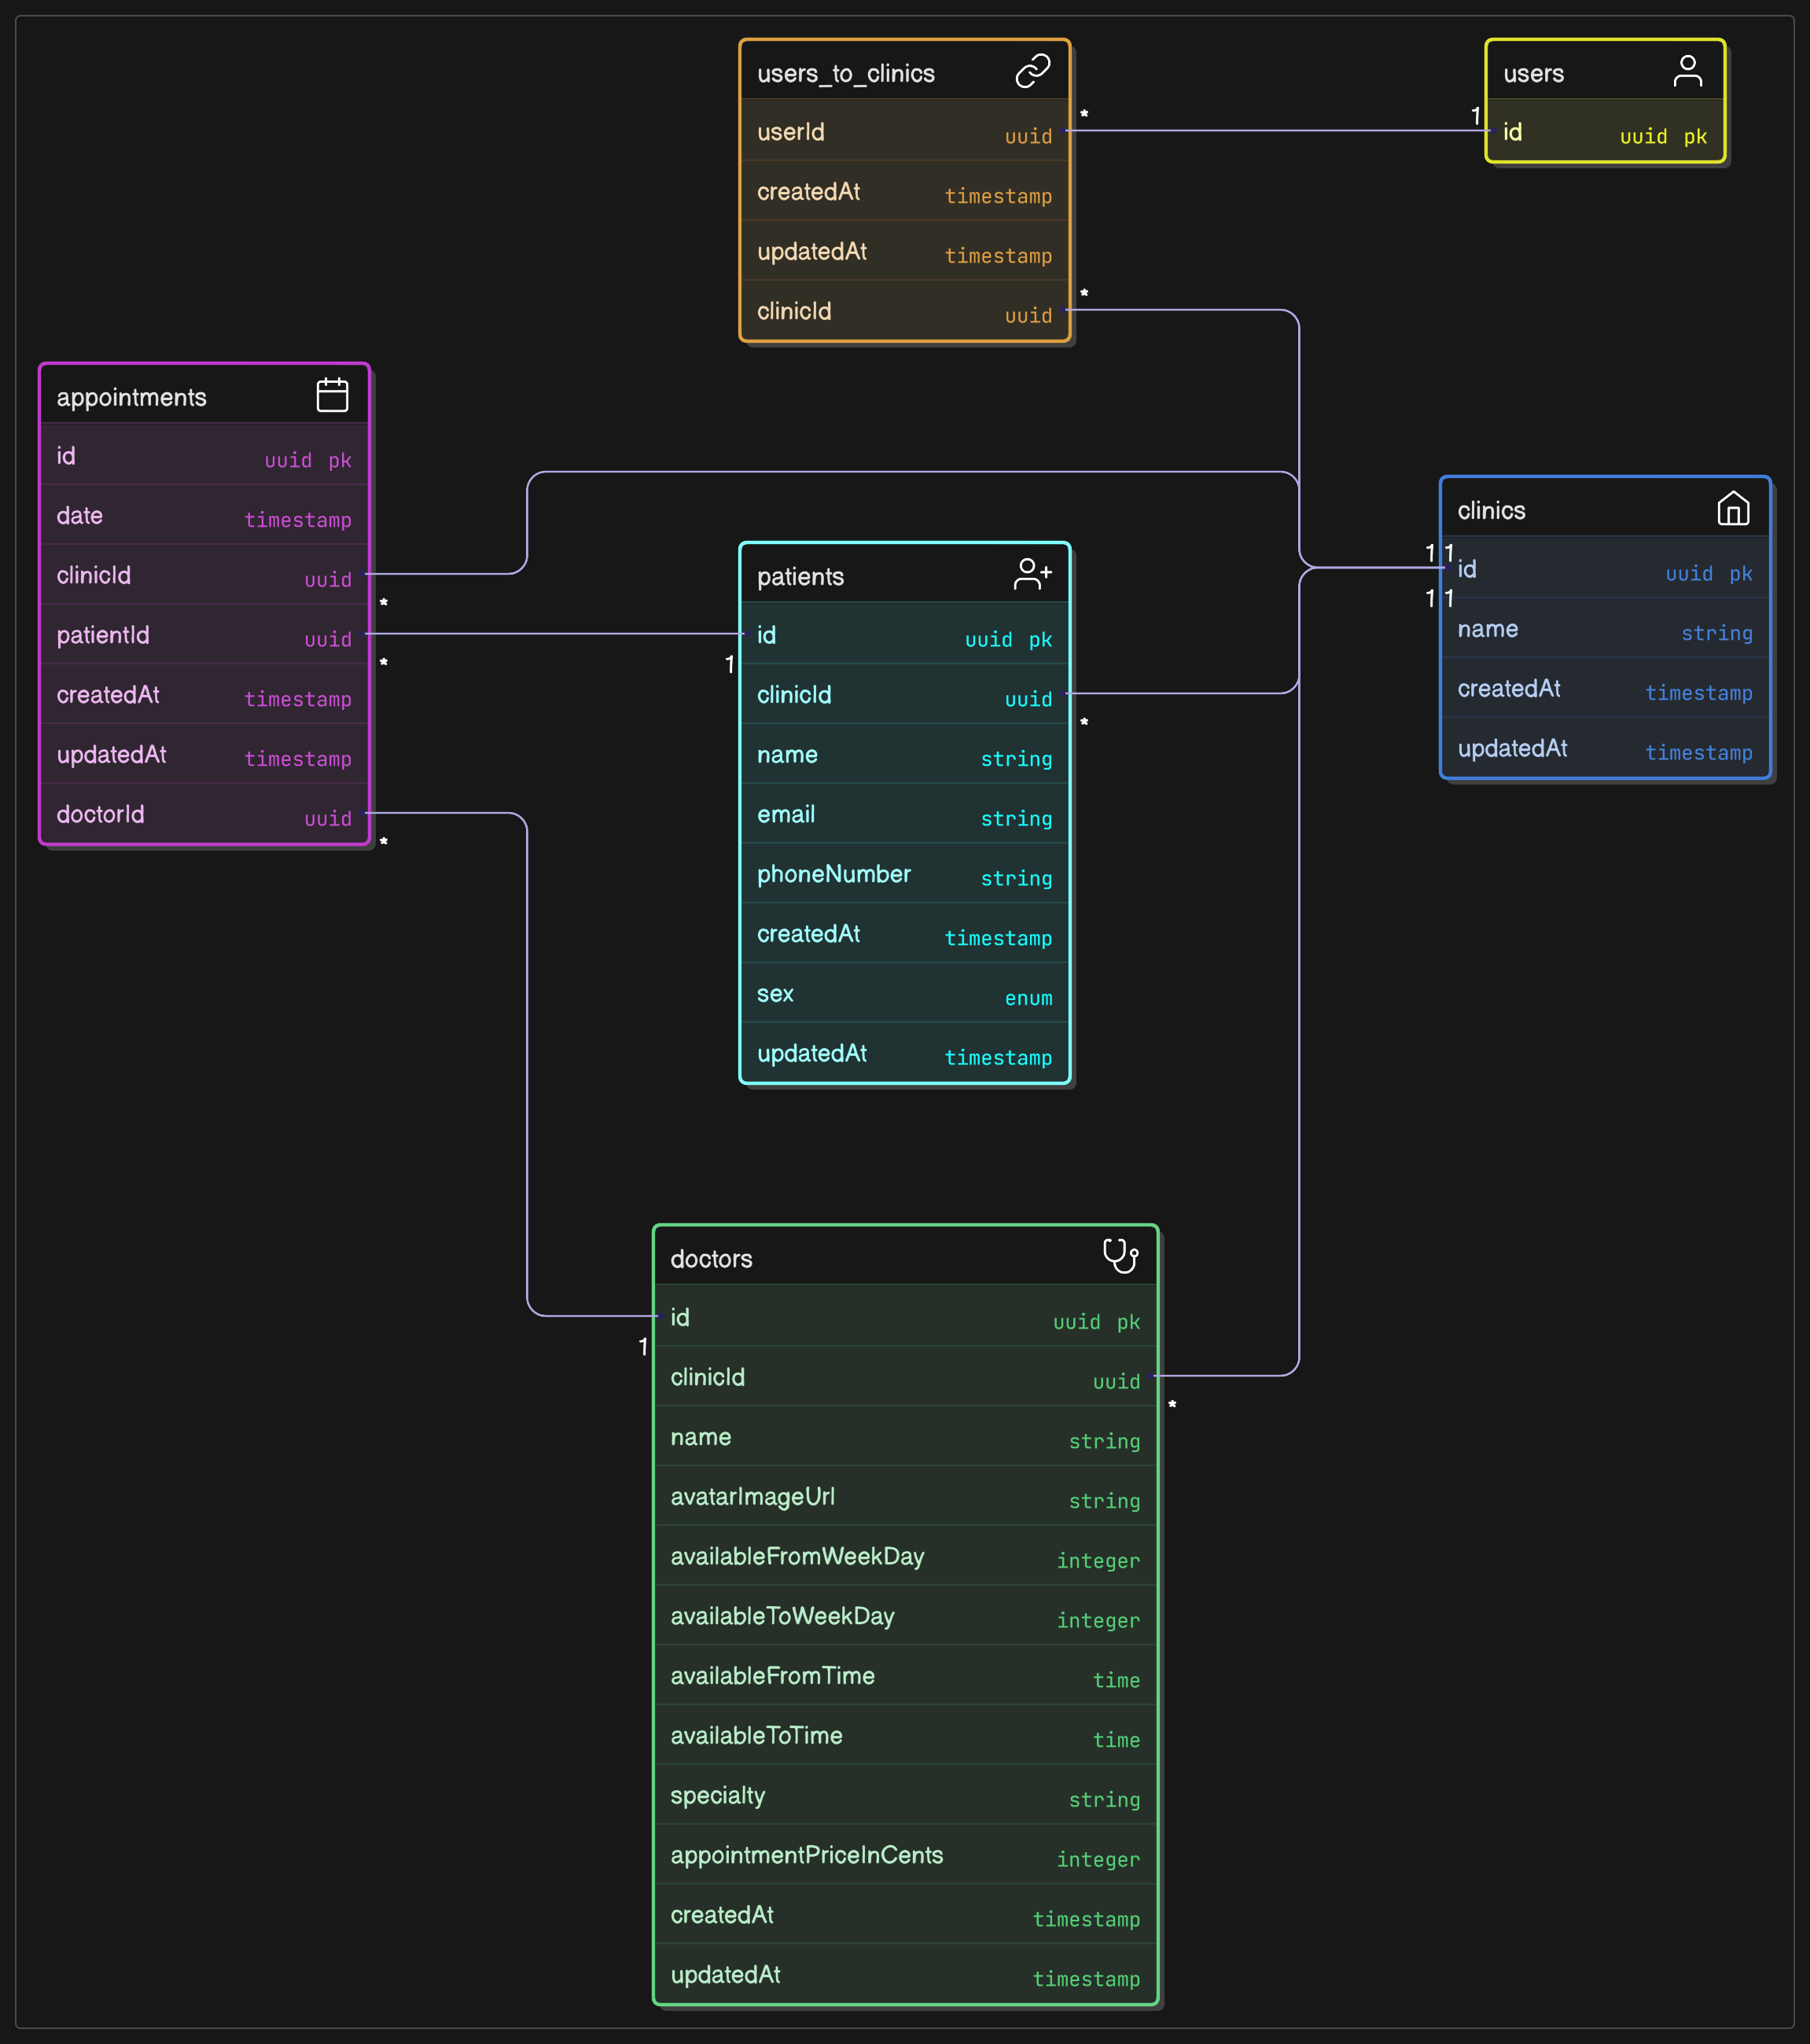 users_to_clinics
userId uuid
createdAt timestamp
updatedAt timestamp
clinicId uuid
*
*
users
id uuid pk
1
appointments
id uuid pk
date timestamp
clinicId uuid
patientId uuid
createdAt timestamp
updatedAt timestamp
doctorId uuid
*
*
*
patients
id uuid pk
clinicId uuid
name string
email string
phoneNumber string
createdAt timestamp
sex enum
updatedAt timestamp
1
*
clinics
id uuid pk
name string
createdAt timestamp
updatedAt timestamp
1 1
1 1
doctors
id uuid pk
clinicId uuid
name string
avatarImageUrl string
availableFromWeekDay integer
availableToWeekDay integer
availableFromTime time
availableToTime time
specialty string
appointmentPriceInCents integer
createdAt timestamp
updatedAt timestamp
1
*